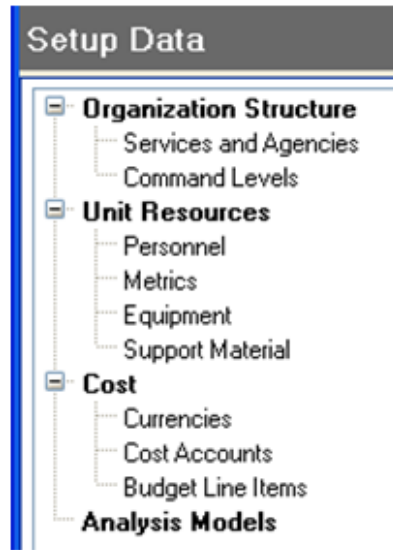 Setup Data
Organization Structure
Services and Agencies
Command Levels
Unit Resources
Personnel
Metrics
Equipment
Support Material
Cost
Currencies
Cost Accounts
Budget Line Items
Analysis Models